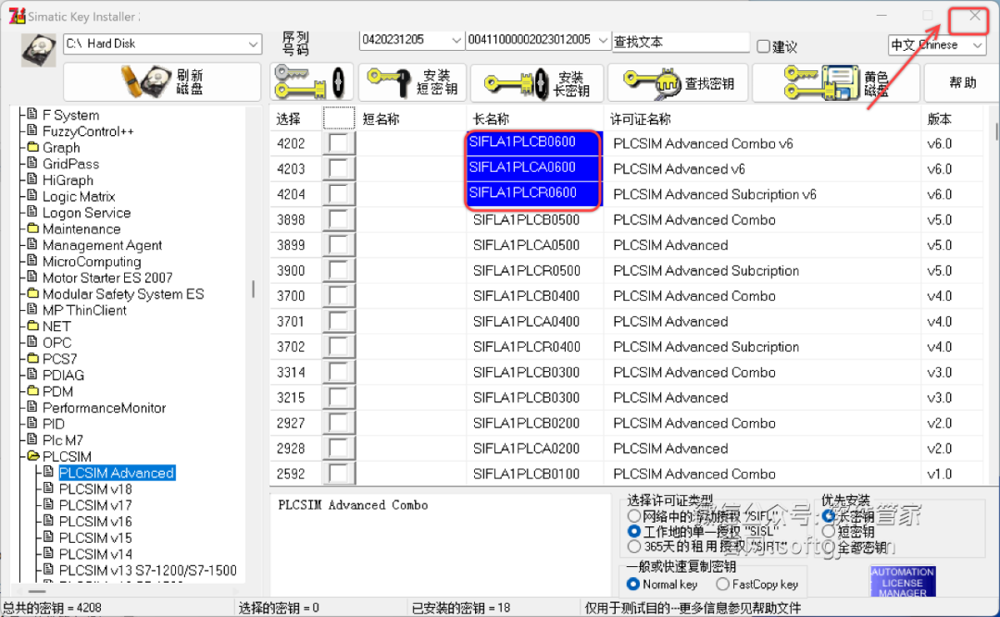 Simatic Key Installer
C:\ Hard Disk
序列
号码
0420231205
00411000002023012005
查找文本
建议
中文 Chinese
刷新
磁盘
安装
短密钥
安装
长密钥
查找密钥
黄色
磁盘
帮助
F System
FuzzyControl++
Graph
GridPass
HiGraph
Logic Matrix
Logon Service
Maintenance
Management Agent
MicroComputing
Motor Starter ES 2007
Modular Safety System ES
MP ThinClient
NET
OPC
PCS7
PDIAG
PDM
PerformanceMonitor
PID
Plc M7
PLCSIM
PLCSIM Advanced
PLCSIM v18
PLCSIM v17
PLCSIM v16
PLCSIM v15
PLCSIM v14
PLCSIM v13 S7-1200/S7-1500
选择 短名称 长名称 许可证名称 版本
4202 SIFLA1PLCB0600 PLCSIM Advanced Combo v6 v6.0
4203 SIFLA1PLCA0600 PLCSIM Advanced v6 v6.0
4204 SIFLA1PLCR0600 PLCSIM Advanced Subcription v6 v6.0
3898 SIFLA1PLCB0500 PLCSIM Advanced Combo v5.0
3899 SIFLA1PLCA0500 PLCSIM Advanced v5.0
3900 SIFLA1PLCR0500 PLCSIM Advanced Subcription v5.0
3700 SIFLA1PLCB0400 PLCSIM Advanced Combo v4.0
3701 SIFLA1PLCA0400 PLCSIM Advanced v4.0
3702 SIFLA1PLCR0400 PLCSIM Advanced Subcription v4.0
3314 SIFLA1PLCB0300 PLCSIM Advanced Combo v3.0
3215 SIFLA1PLCB0300 PLCSIM Advanced v3.0
2927 SIFLA1PLCB0200 PLCSIM Advanced Combo v2.0
2928 SIFLA1PLCA0200 PLCSIM Advanced v2.0
2592 SIFLA1PLCB0100 PLCSIM Advanced Combo v1.0
PLCSIM Advanced Combo
选择许可证类型
网络中的浮动授权 "SIFL"
工作地的单一授权 "SISL"
365天的租用授权 "SIRT"
优先安装
长密钥
短密钥
全部密钥
一般或快速复制密钥
Normal key FastCopy key
AUTOMATION
LICENSE
MANAGER
总共的密钥 = 4208 选择的密钥 = 0 已安装的密钥 = 18 仅用于测试目的--更多信息参见帮助文件